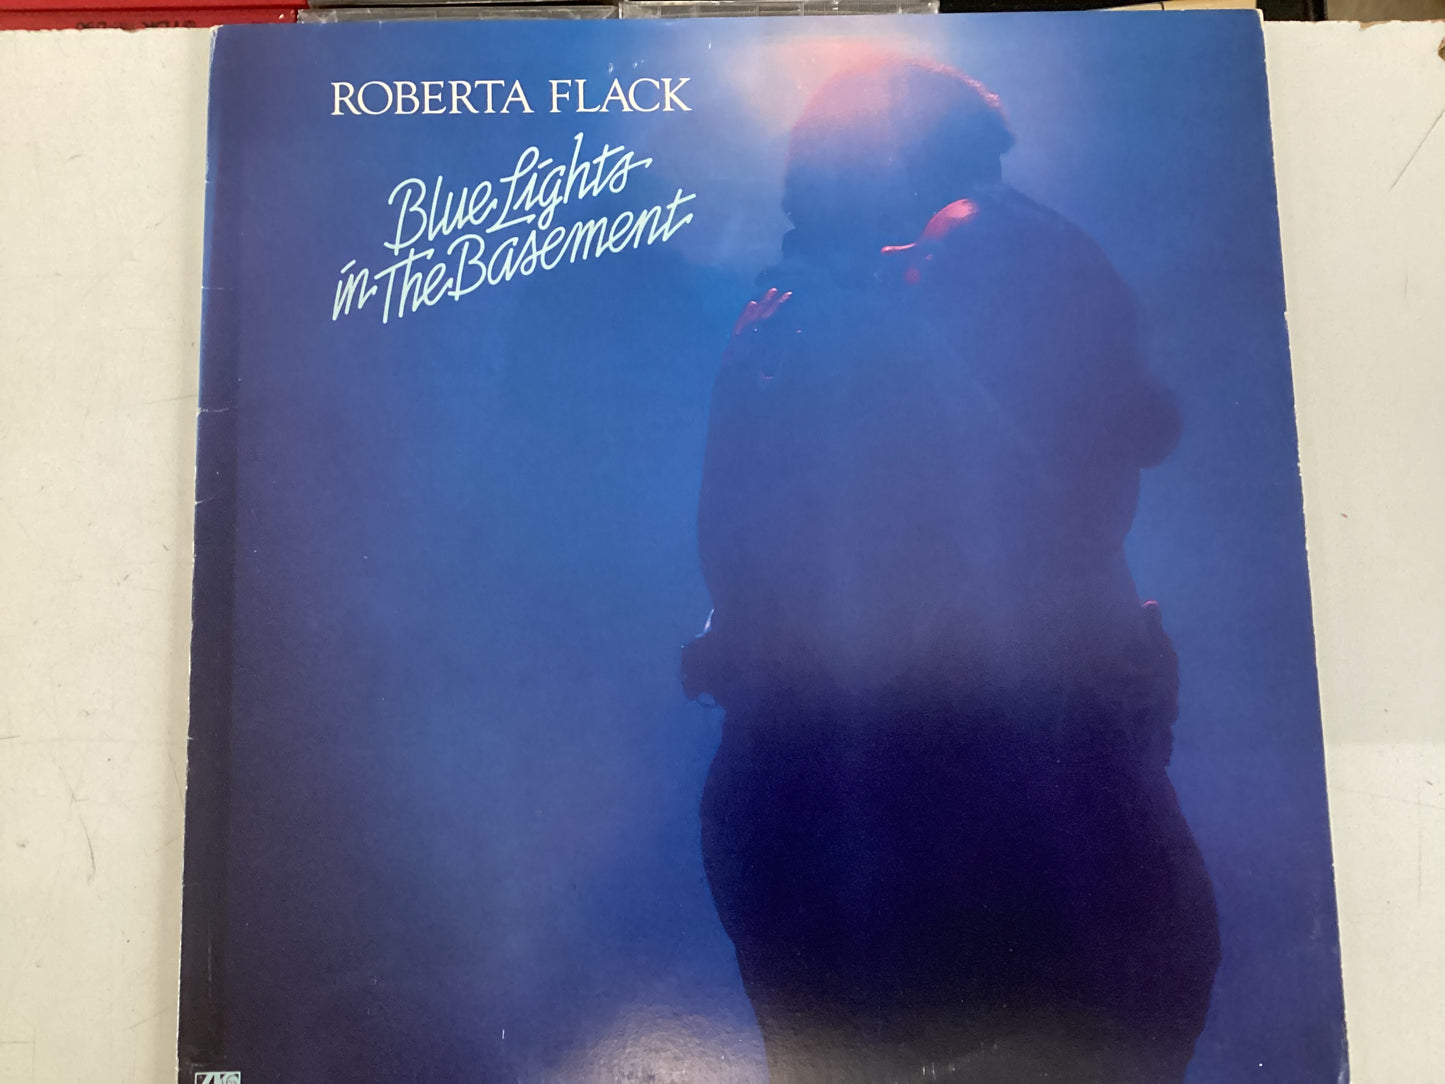 ROBERTA FLACK
Blue Lights
in The Basement